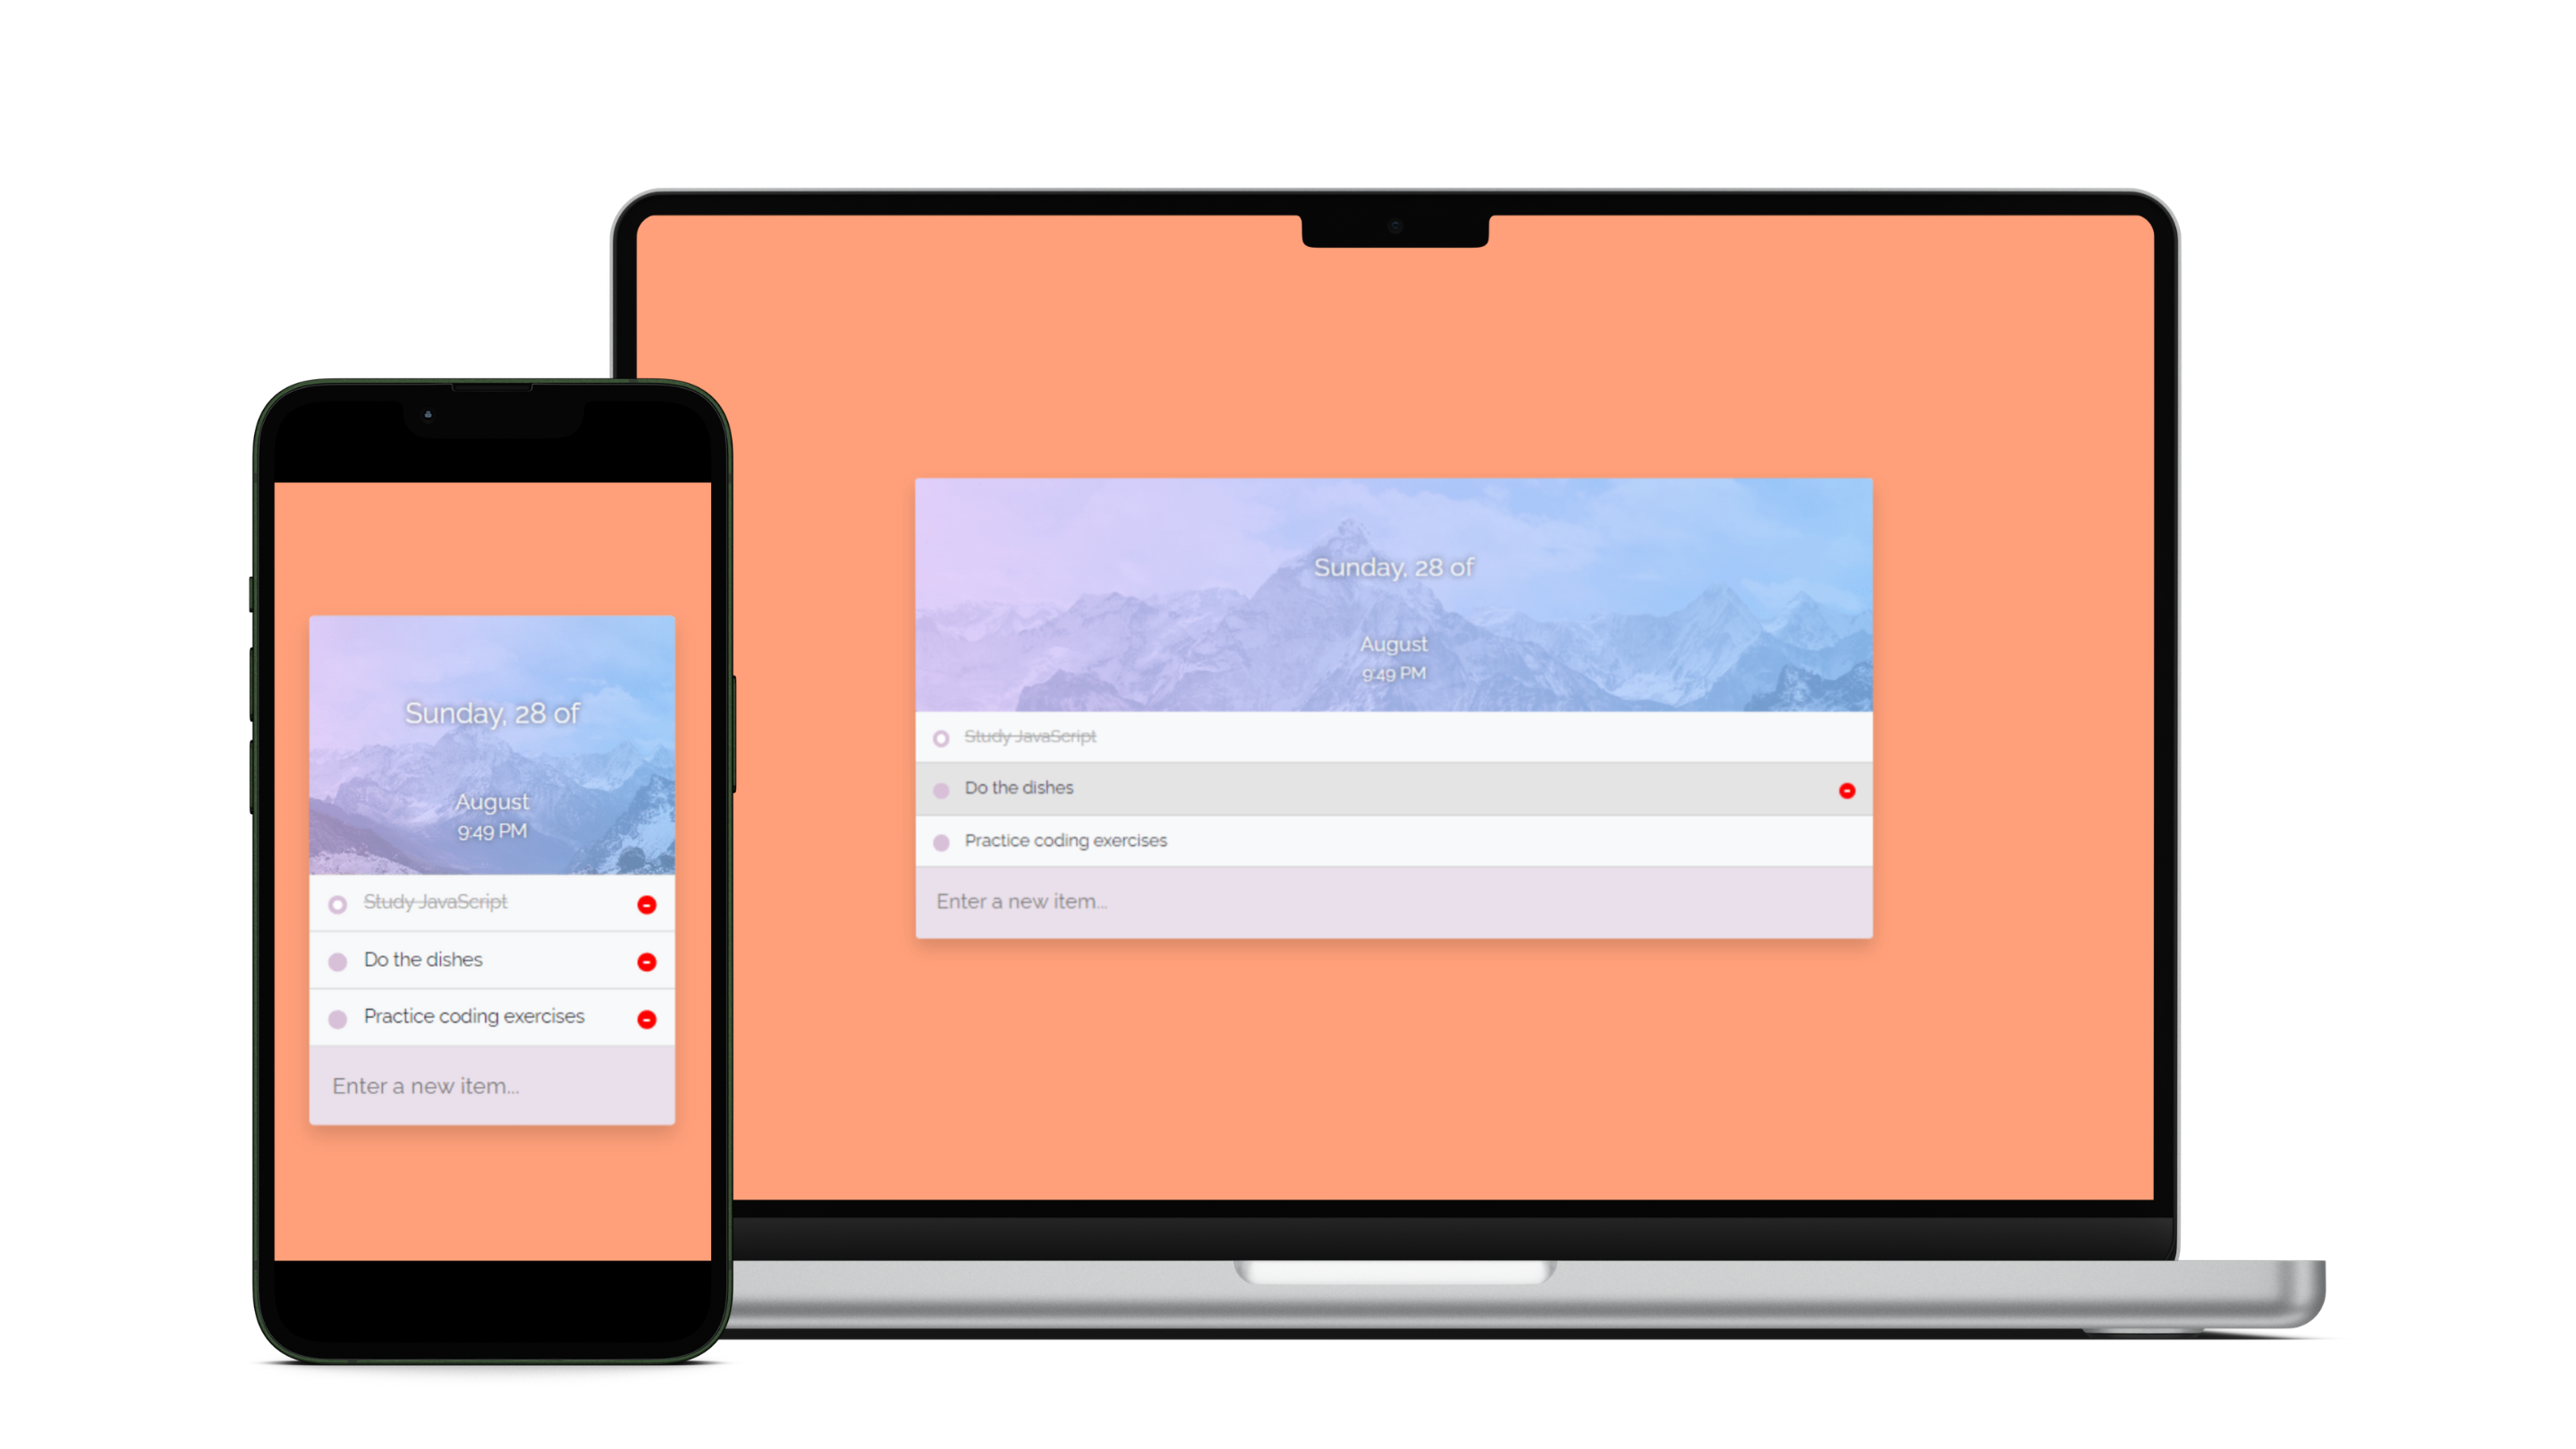 Sunday, 28 of
August
9:49 PM
Study JavaScript
Do the dishes
Practice coding exercises
Enter a new item...
Sunday, 28 of
August
9:49 PM
Study JavaScript
Do the dishes
Practice coding exercises
Enter a new item...